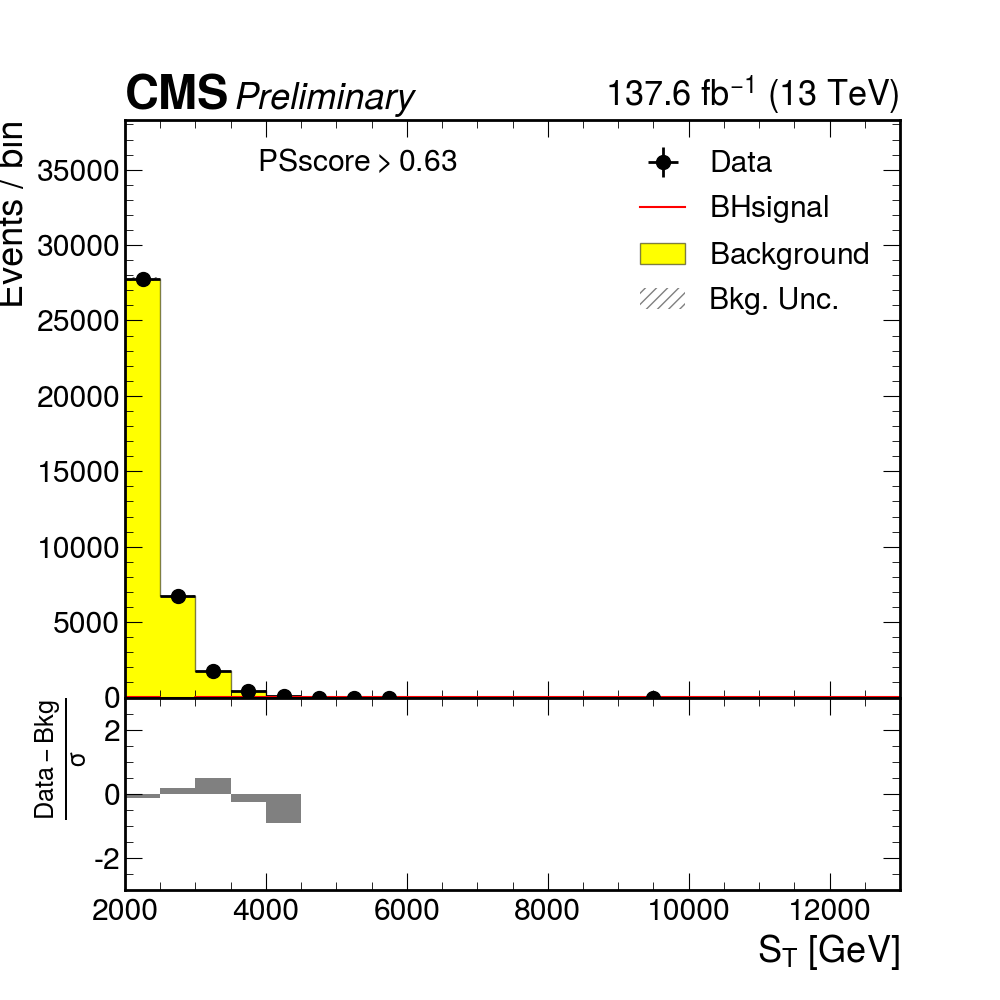 CMS Preliminary 137.6 fb⁻¹ (13 TeV)
PSscore > 0.63
Data
BHsignal
Background
Bkg. Unc.
Events / bin
35000
30000
25000
20000
15000
10000
5000
0
Data − Bkg
σ
2
0
-2
2000 4000 6000 8000 10000 12000
S_T [GeV]